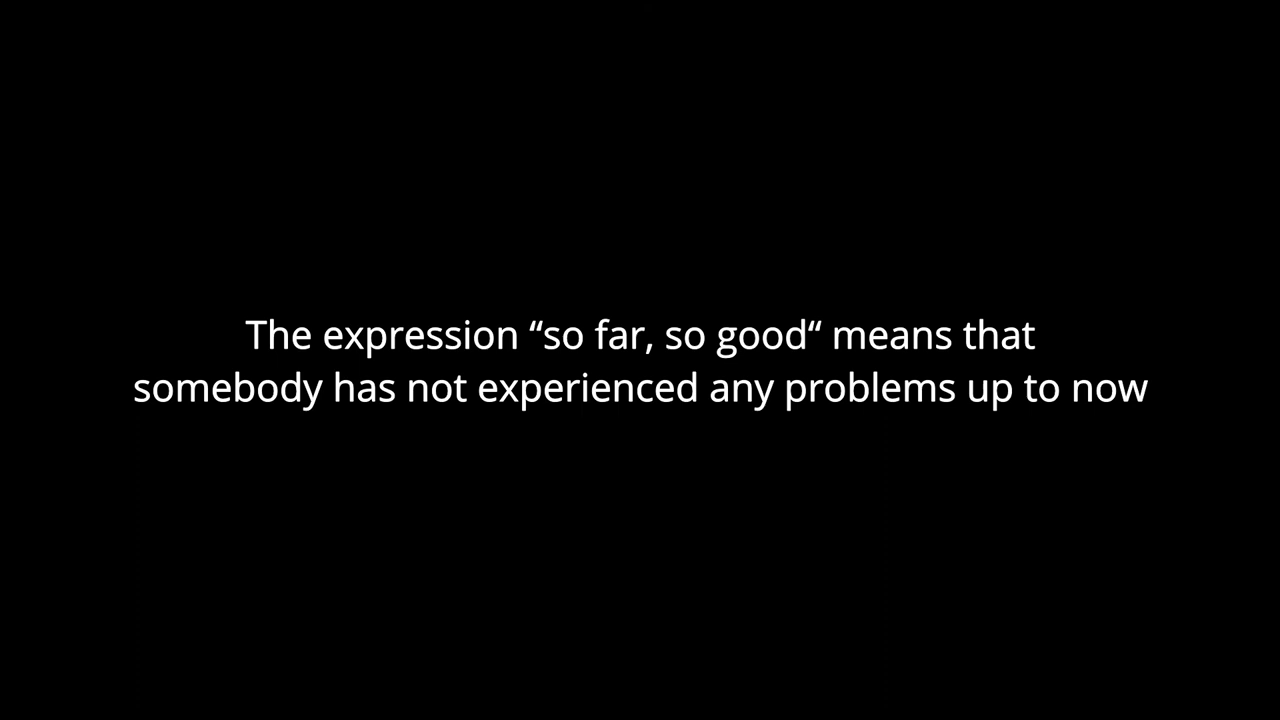 The expression “so far, so good“ means that
somebody has not experienced any problems up to now